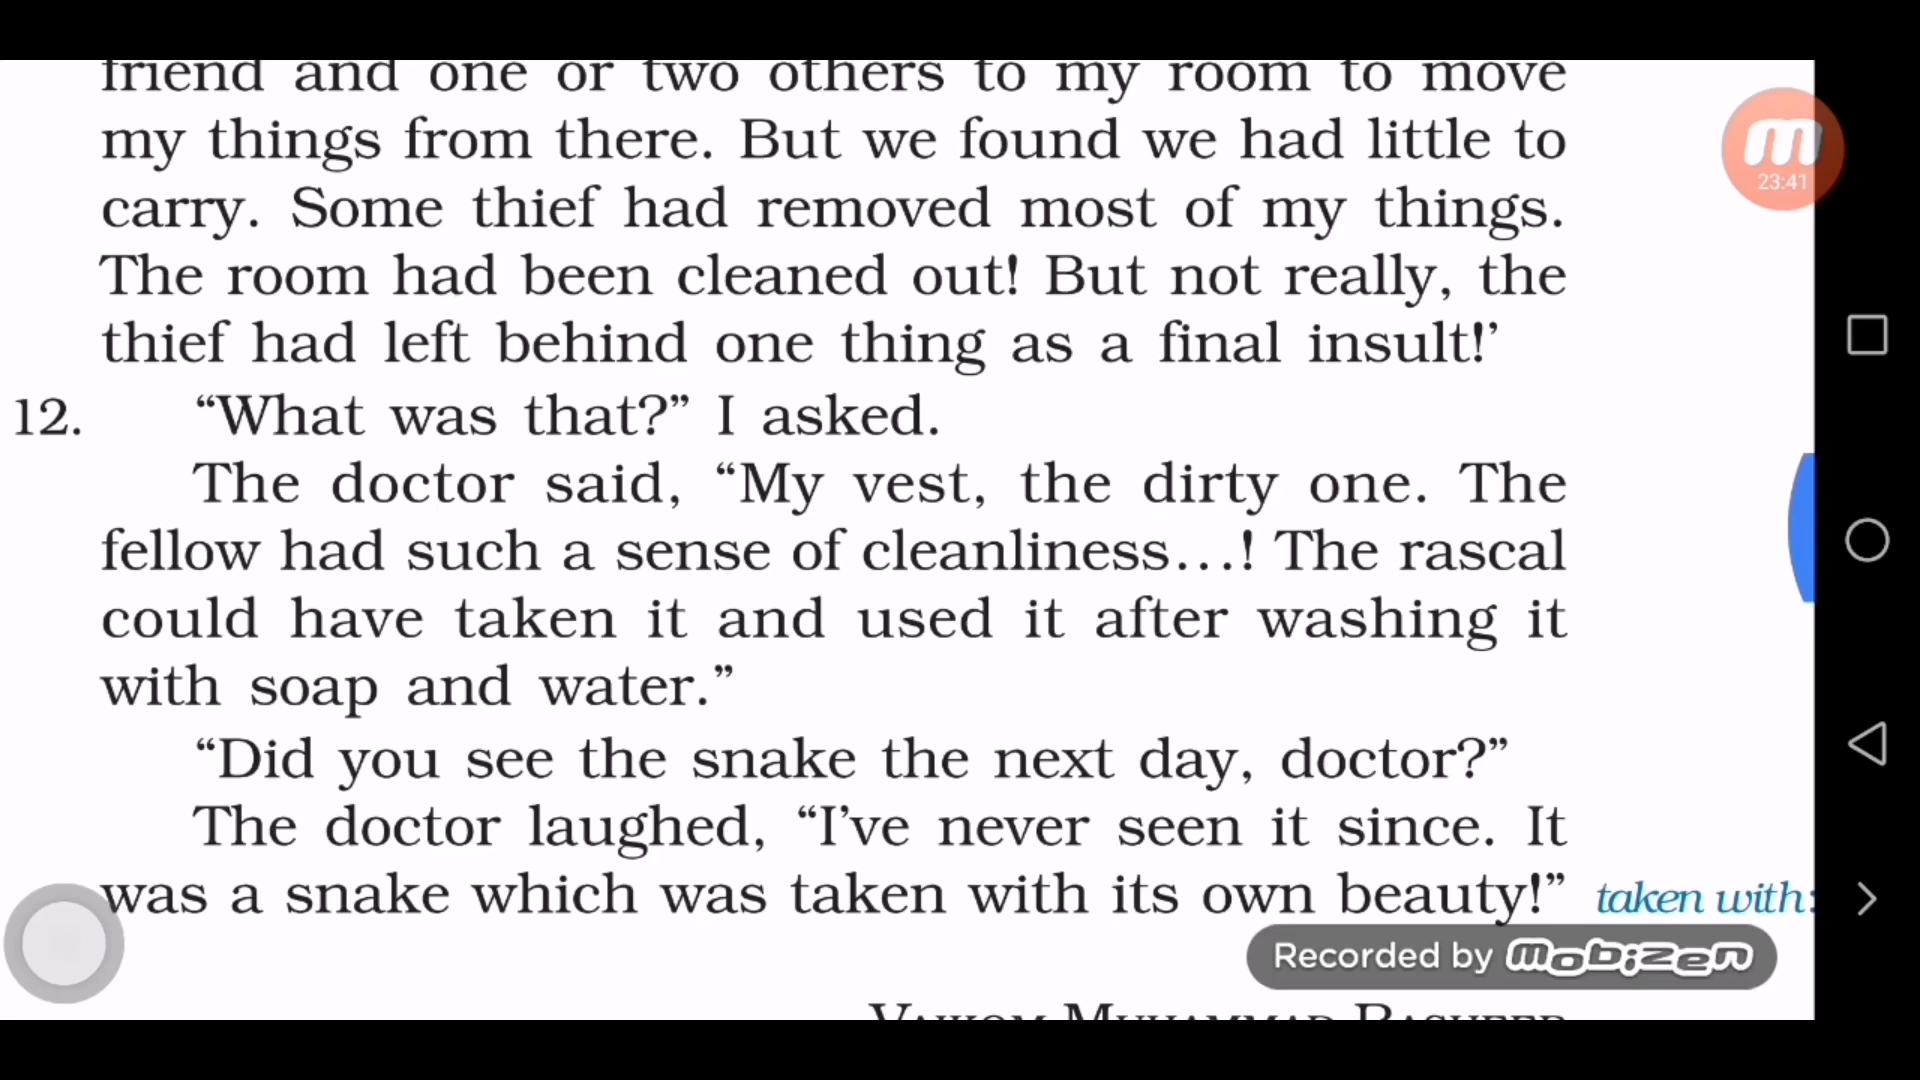 friend and one or two others to my room to move
my things from there. But we found we had little to
carry. Some thief had removed most of my things.
The room had been cleaned out! But not really, the
thief had left behind one thing as a final insult!’
12. “What was that?” I asked.
The doctor said, “My vest, the dirty one. The
fellow had such a sense of cleanliness...! The rascal
could have taken it and used it after washing it
with soap and water.”
“Did you see the snake the next day, doctor?”
The doctor laughed, “I’ve never seen it since. It
was a snake which was taken with its own beauty!” taken with:
VAIKOM MUHAMMAD BASHEER
23:41
Recorded by mobizen